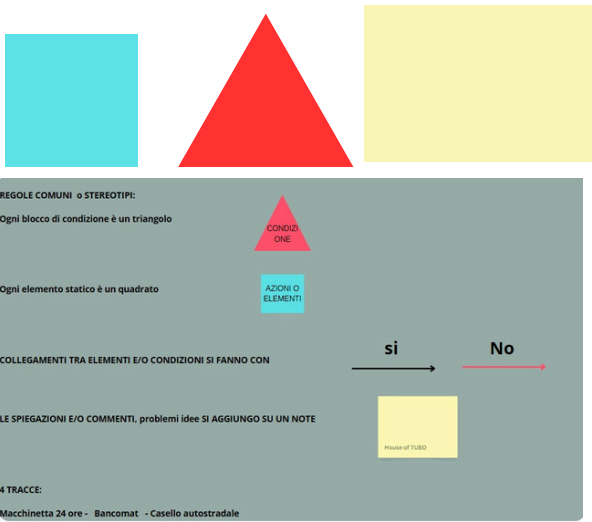 REGOLE COMUNI o STEREOTIPI:
Ogni blocco di condizione è un triangolo
CONDIZI
ONE
Ogni elemento statico è un quadrato
AZIONI O
ELEMENTI
si
No
COLLEGAMENTI TRA ELEMENTI E/O CONDIZIONI SI FANNO CON
LE SPIEGAZIONI E/O COMMENTI, problemi idee SI AGGIUNGO SU UN NOTE
House of TUBO
4 TRACCE:
Macchinetta 24 ore - Bancomat - Casello autostradale